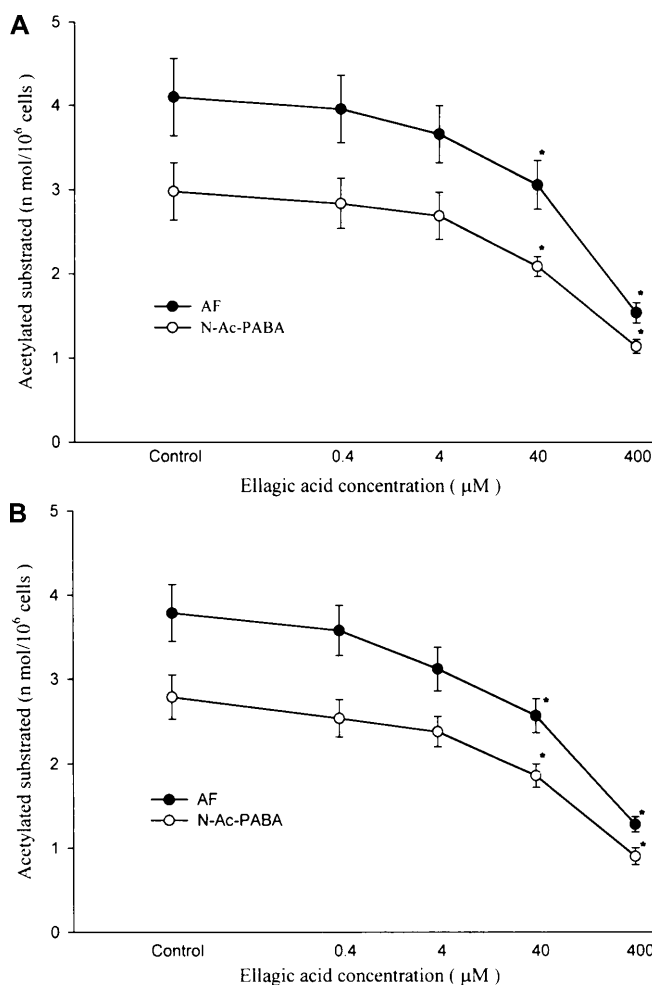 A
5
4
3
2
1
0
Acetylated substrated (n mol/10⁶ cells )
*
*
*
*
AF
N-Ac-PABA
Control 0.4 4 40 400
Ellagic acid concentration ( μM )
B
5
4
3
2
1
0
Acetylated substrated (n mol/10⁶ cells )
*
*
*
*
AF
N-Ac-PABA
Control 0.4 4 40 400
Ellagic acid concentration ( μM )